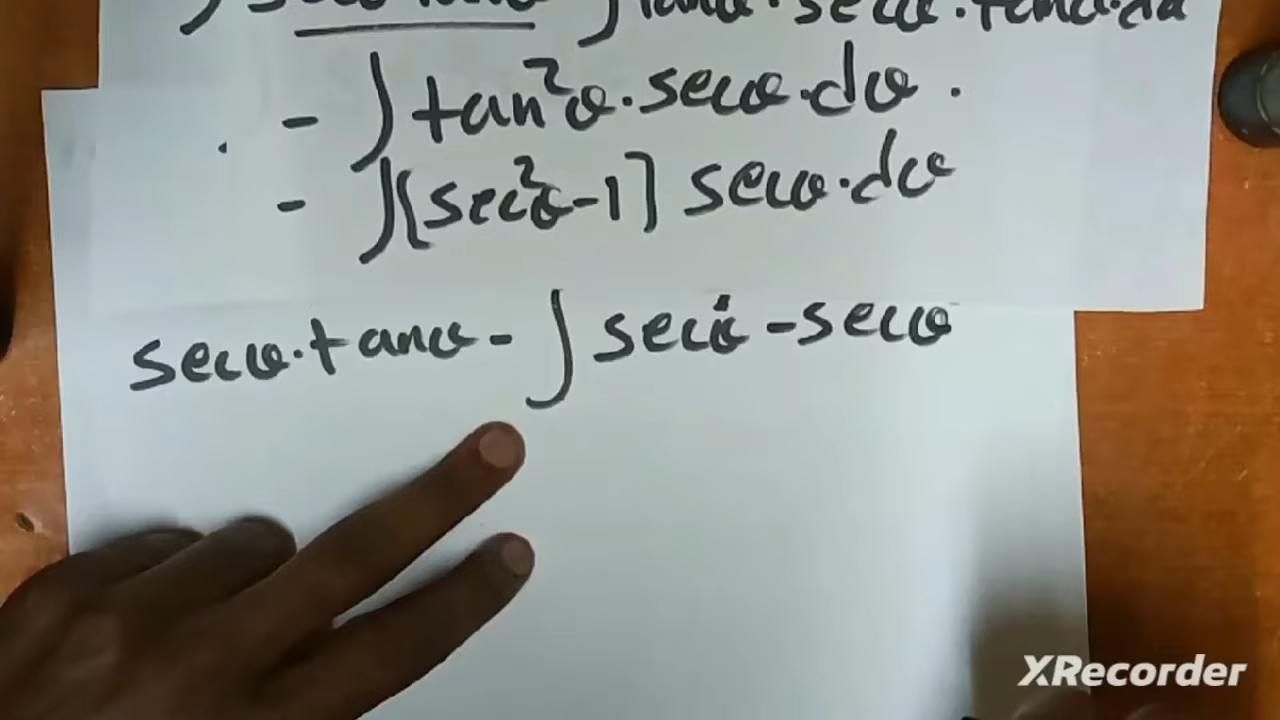 ∫ tanθ.secθ.tanθ.dθ
- ∫ tan²θ.secθ.dθ .
- ∫[sec²θ-1] secθ.dθ
secθ.tanθ - ∫ sec³θ -secθ
XRecorder